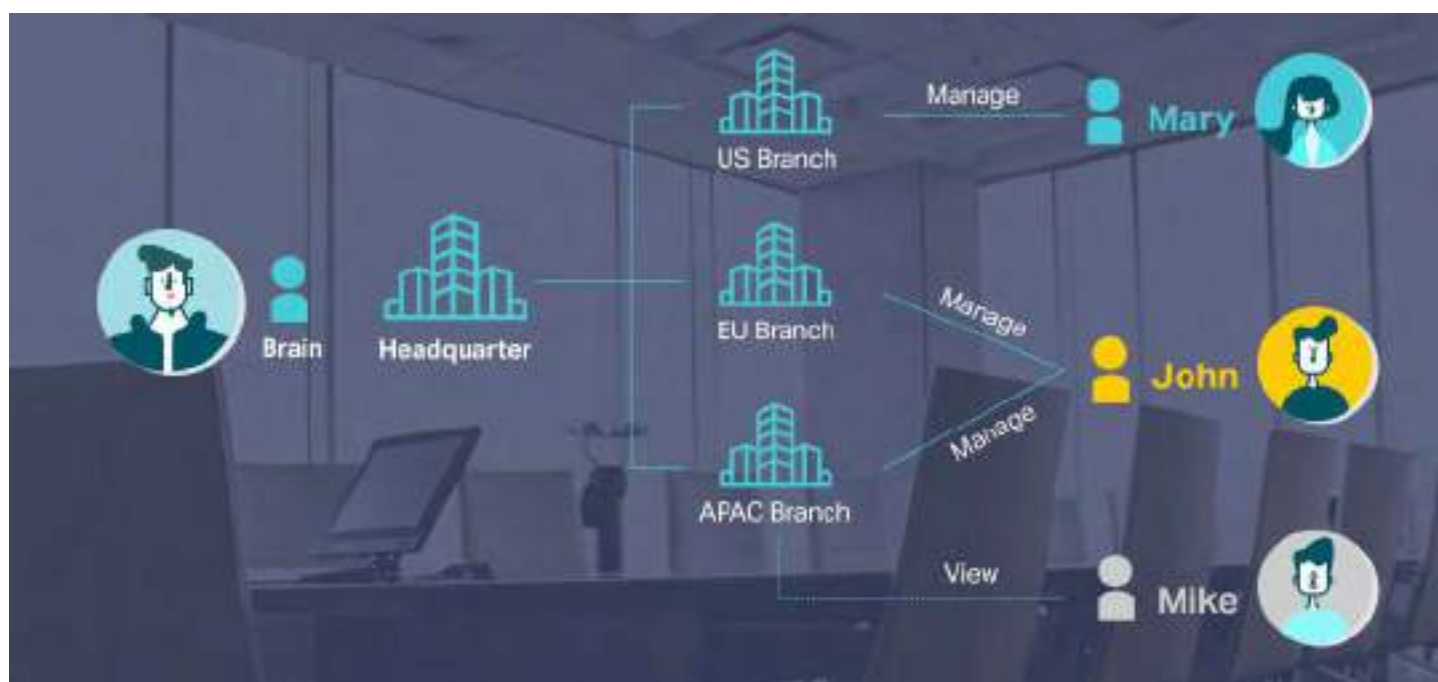 Manage
Mary
US Branch
Brain
Headquarter
EU Branch
Manage
John
Manage
APAC Branch
View
Mike